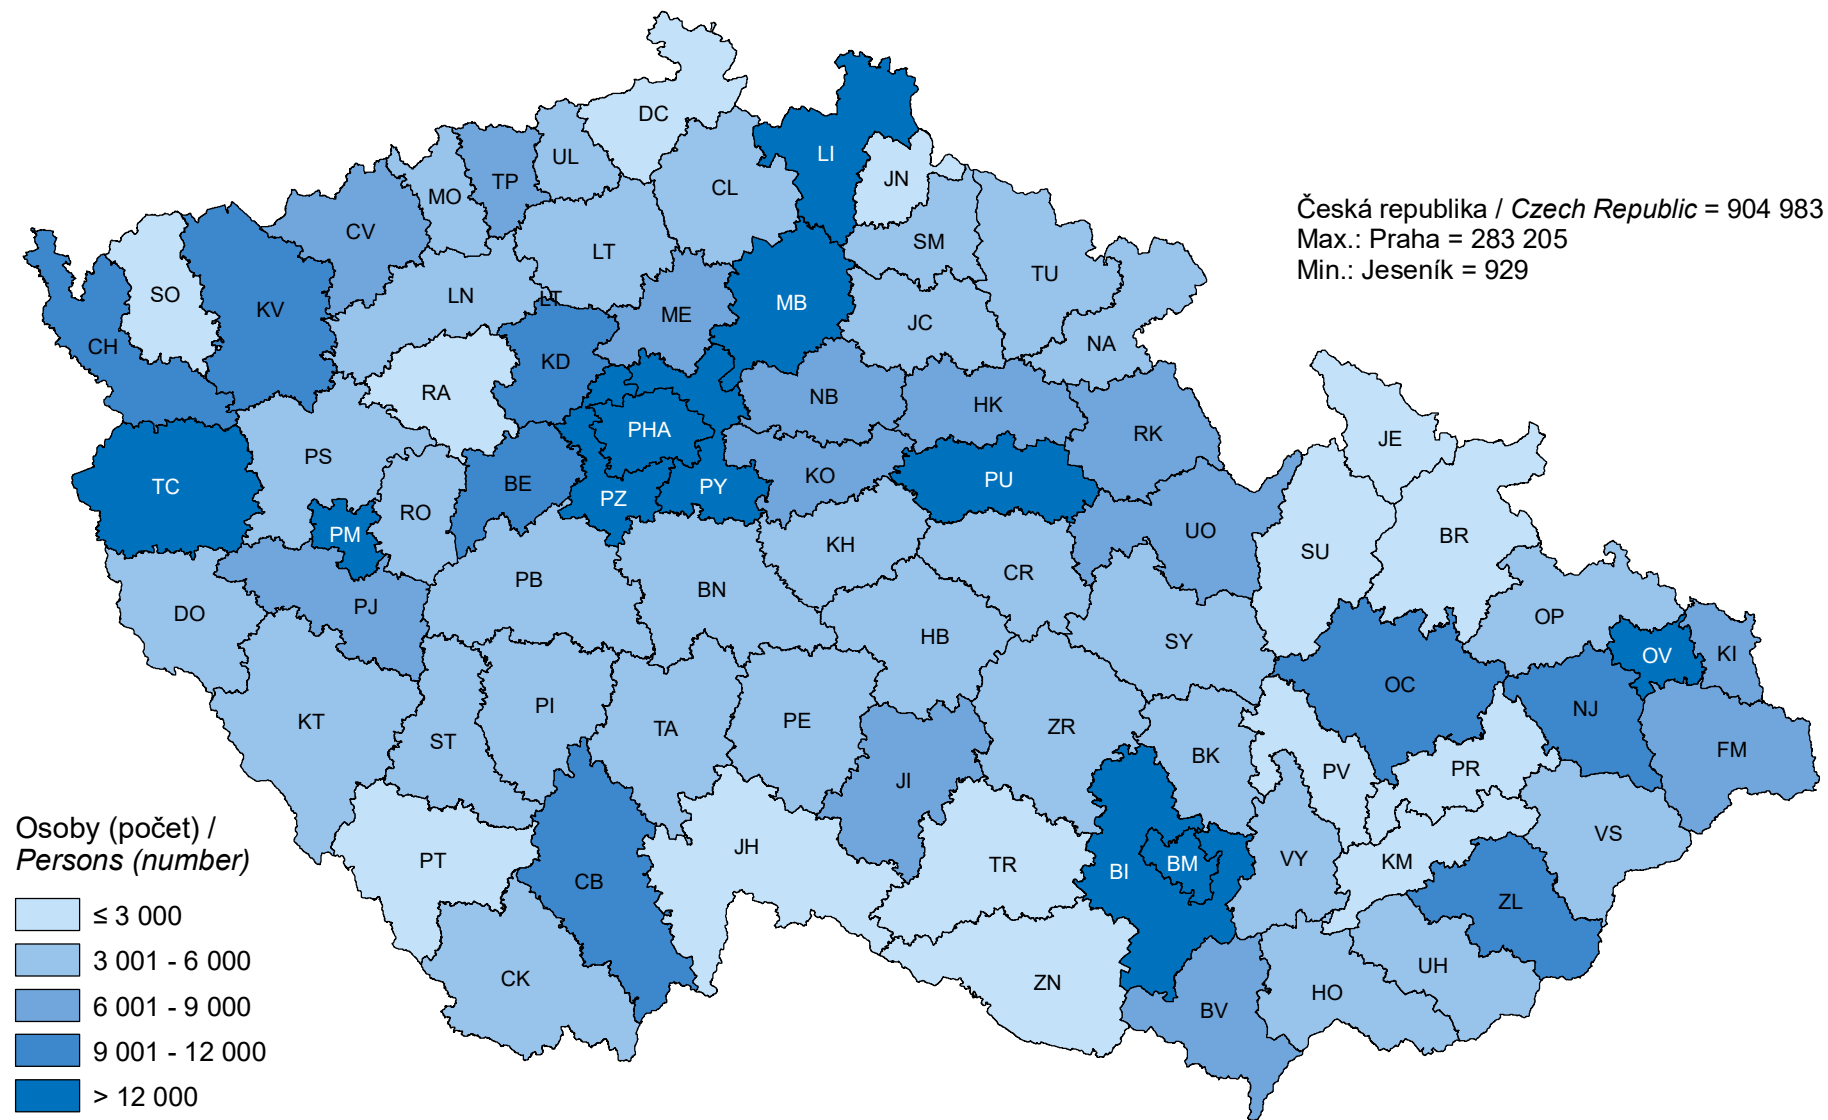 DC
LI
UL
TP
JN
CL
MO
CV
SM
LT
TU
SO
LN
LT
KV
MB
ME
JC
CH
NA
KD
RA
NB
HK
PHA
RK
JE
PS
TC
BE
KO
PU
PY
PZ
RO
PM
UO
BR
SU
KH
CR
PB
BN
PJ
DO
OP
HB
SY
OV
KI
OC
PI
NJ
KT
TA
PE
ZR
ST
BK
FM
PV
PR
JI
VS
JH
PT
TR
BM
BI
VY
KM
CB
ZL
UH
CK
ZN
HO
BV
Česká republika / Czech Republic = 904 983
Max.: Praha = 283 205
Min.: Jeseník = 929
Osoby (počet) /
Persons (number)
≤ 3 000
3 001 - 6 000
6 001 - 9 000
9 001 - 12 000
> 12 000